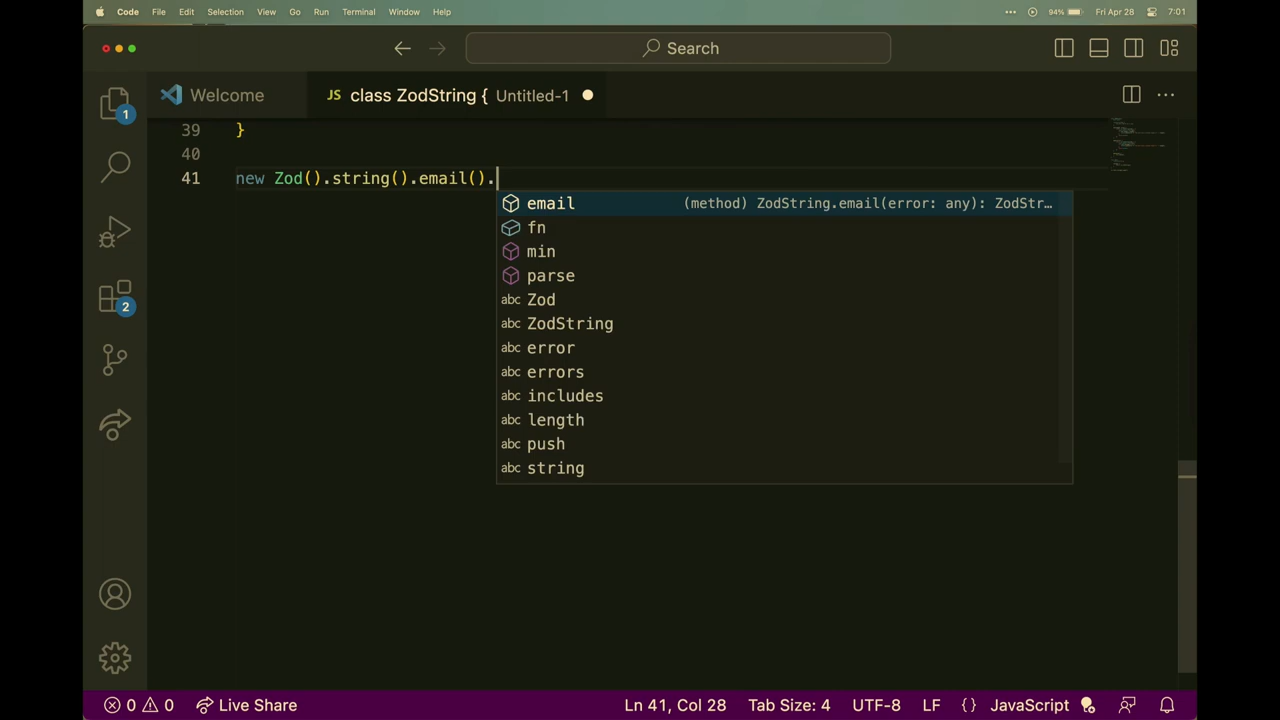 Code File Edit Selection View Go Run Terminal Window Help 94% Fri Apr 28 7:01
Search
Welcome
JS class ZodString { Untitled-1
1
39 }
40
41 new Zod().string().email().
email (method) ZodString.email(error: any): ZodStr…
fn
min
parse
abc Zod
abc ZodString
abc error
abc errors
abc includes
abc length
abc push
abc string
2
0 0 Live Share Ln 41, Col 28 Tab Size: 4 UTF-8 LF {} JavaScript